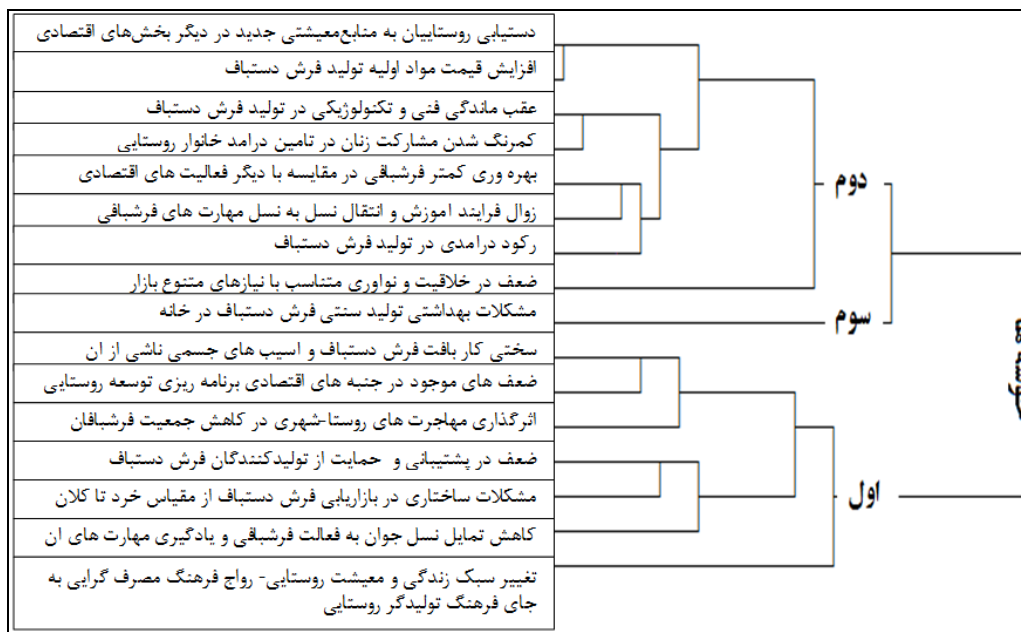 دستیابی روستاییان به منابع‌معیشتی جدید در دیگر بخش‌های اقتصادی
افزایش قیمت مواد اولیه تولید فرش دستباف
عقب ماندگی فنی و تکنولوژیکی در تولید فرش دستباف
کمرنگ شدن مشارکت زنان در تامین درامد خانوار روستایی
بهره وری کمتر فرشبافی در مقایسه با دیگر فعالیت های اقتصادی
زوال فرایند اموزش و انتقال نسل به نسل مهارت های فرشبافی
رکود درامدی در تولید فرش دستباف
ضعف در خلاقیت و نواوری متناسب با نیازهای متنوع بازار
مشکلات بهداشتی تولید سنتی فرش دستباف در خانه
سختی کار بافت فرش دستباف و اسیب های جسمی ناشی از ان
ضعف های موجود در جنبه های اقتصادی برنامه ریزی توسعه روستایی
اثرگذاری مهاجرت های روستا-شهری در کاهش جمعیت فرشبافان
ضعف در پشتیبانی و حمایت از تولیدکنندگان فرش دستباف
مشکلات ساختاری در بازاریابی فرش دستباف از مقیاس خرد تا کلان
کاهش تمایل نسل جوان به فعالت فرشبافی و یادگیری مهارت های ان
تغییر سبک زندگی و معیشت روستایی- رواج فرهنگ مصرف گرایی به
جای فرهنگ تولیدگر روستایی
دوم
سوم
اول